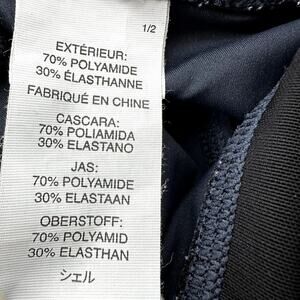 1/2
EXTÉRIEUR:
70% POLYAMIDE
30% ÉLASTHANNE
FABRIQUÉ EN CHINE
CASCARA:
70% POLIAMIDA
30% ELASTANO
JAS:
70% POLYAMIDE
30% ELASTAAN
OBERSTOFF:
70% POLYAMID
30% ELASTHAN
シェル